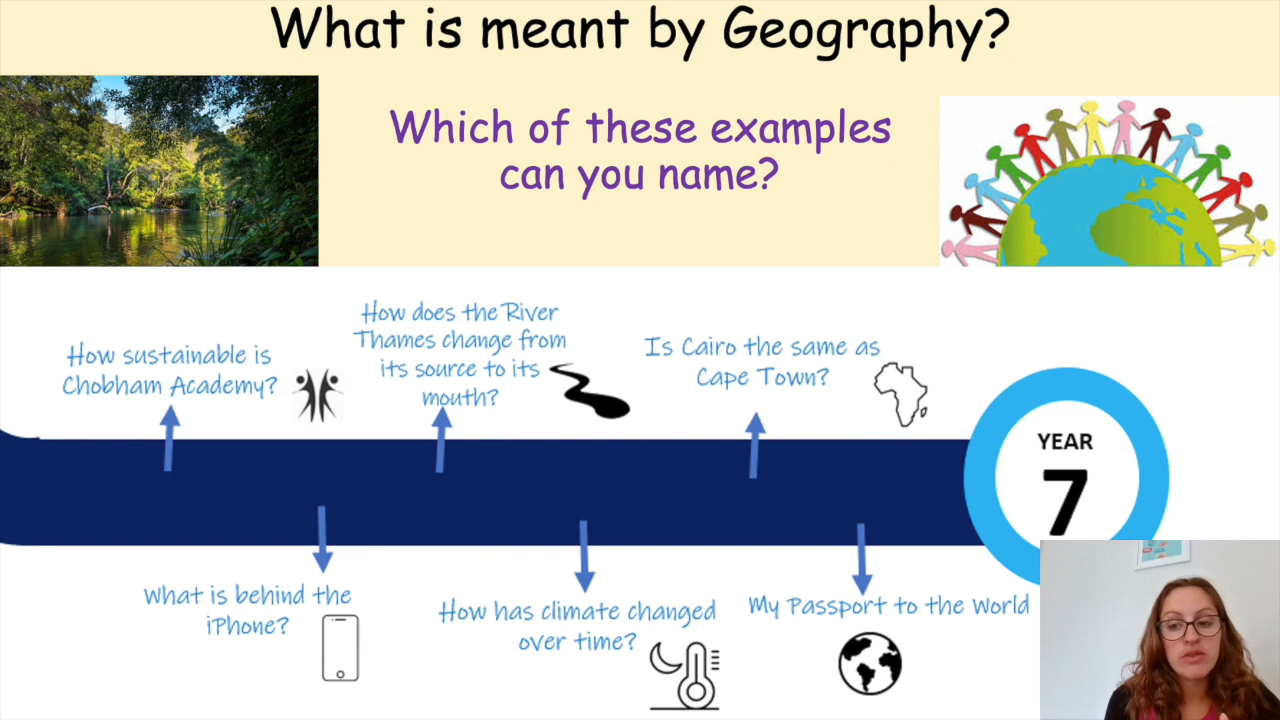 What is meant by Geography?
Which of these examples
can you name?
How sustainable is
Chobham Academy?
How does the River
Thames change from
its source to its
mouth?
Is Cairo the same as
Cape Town?
YEAR
7
What is behind the
iPhone?
How has climate changed
over time?
My Passport to the World